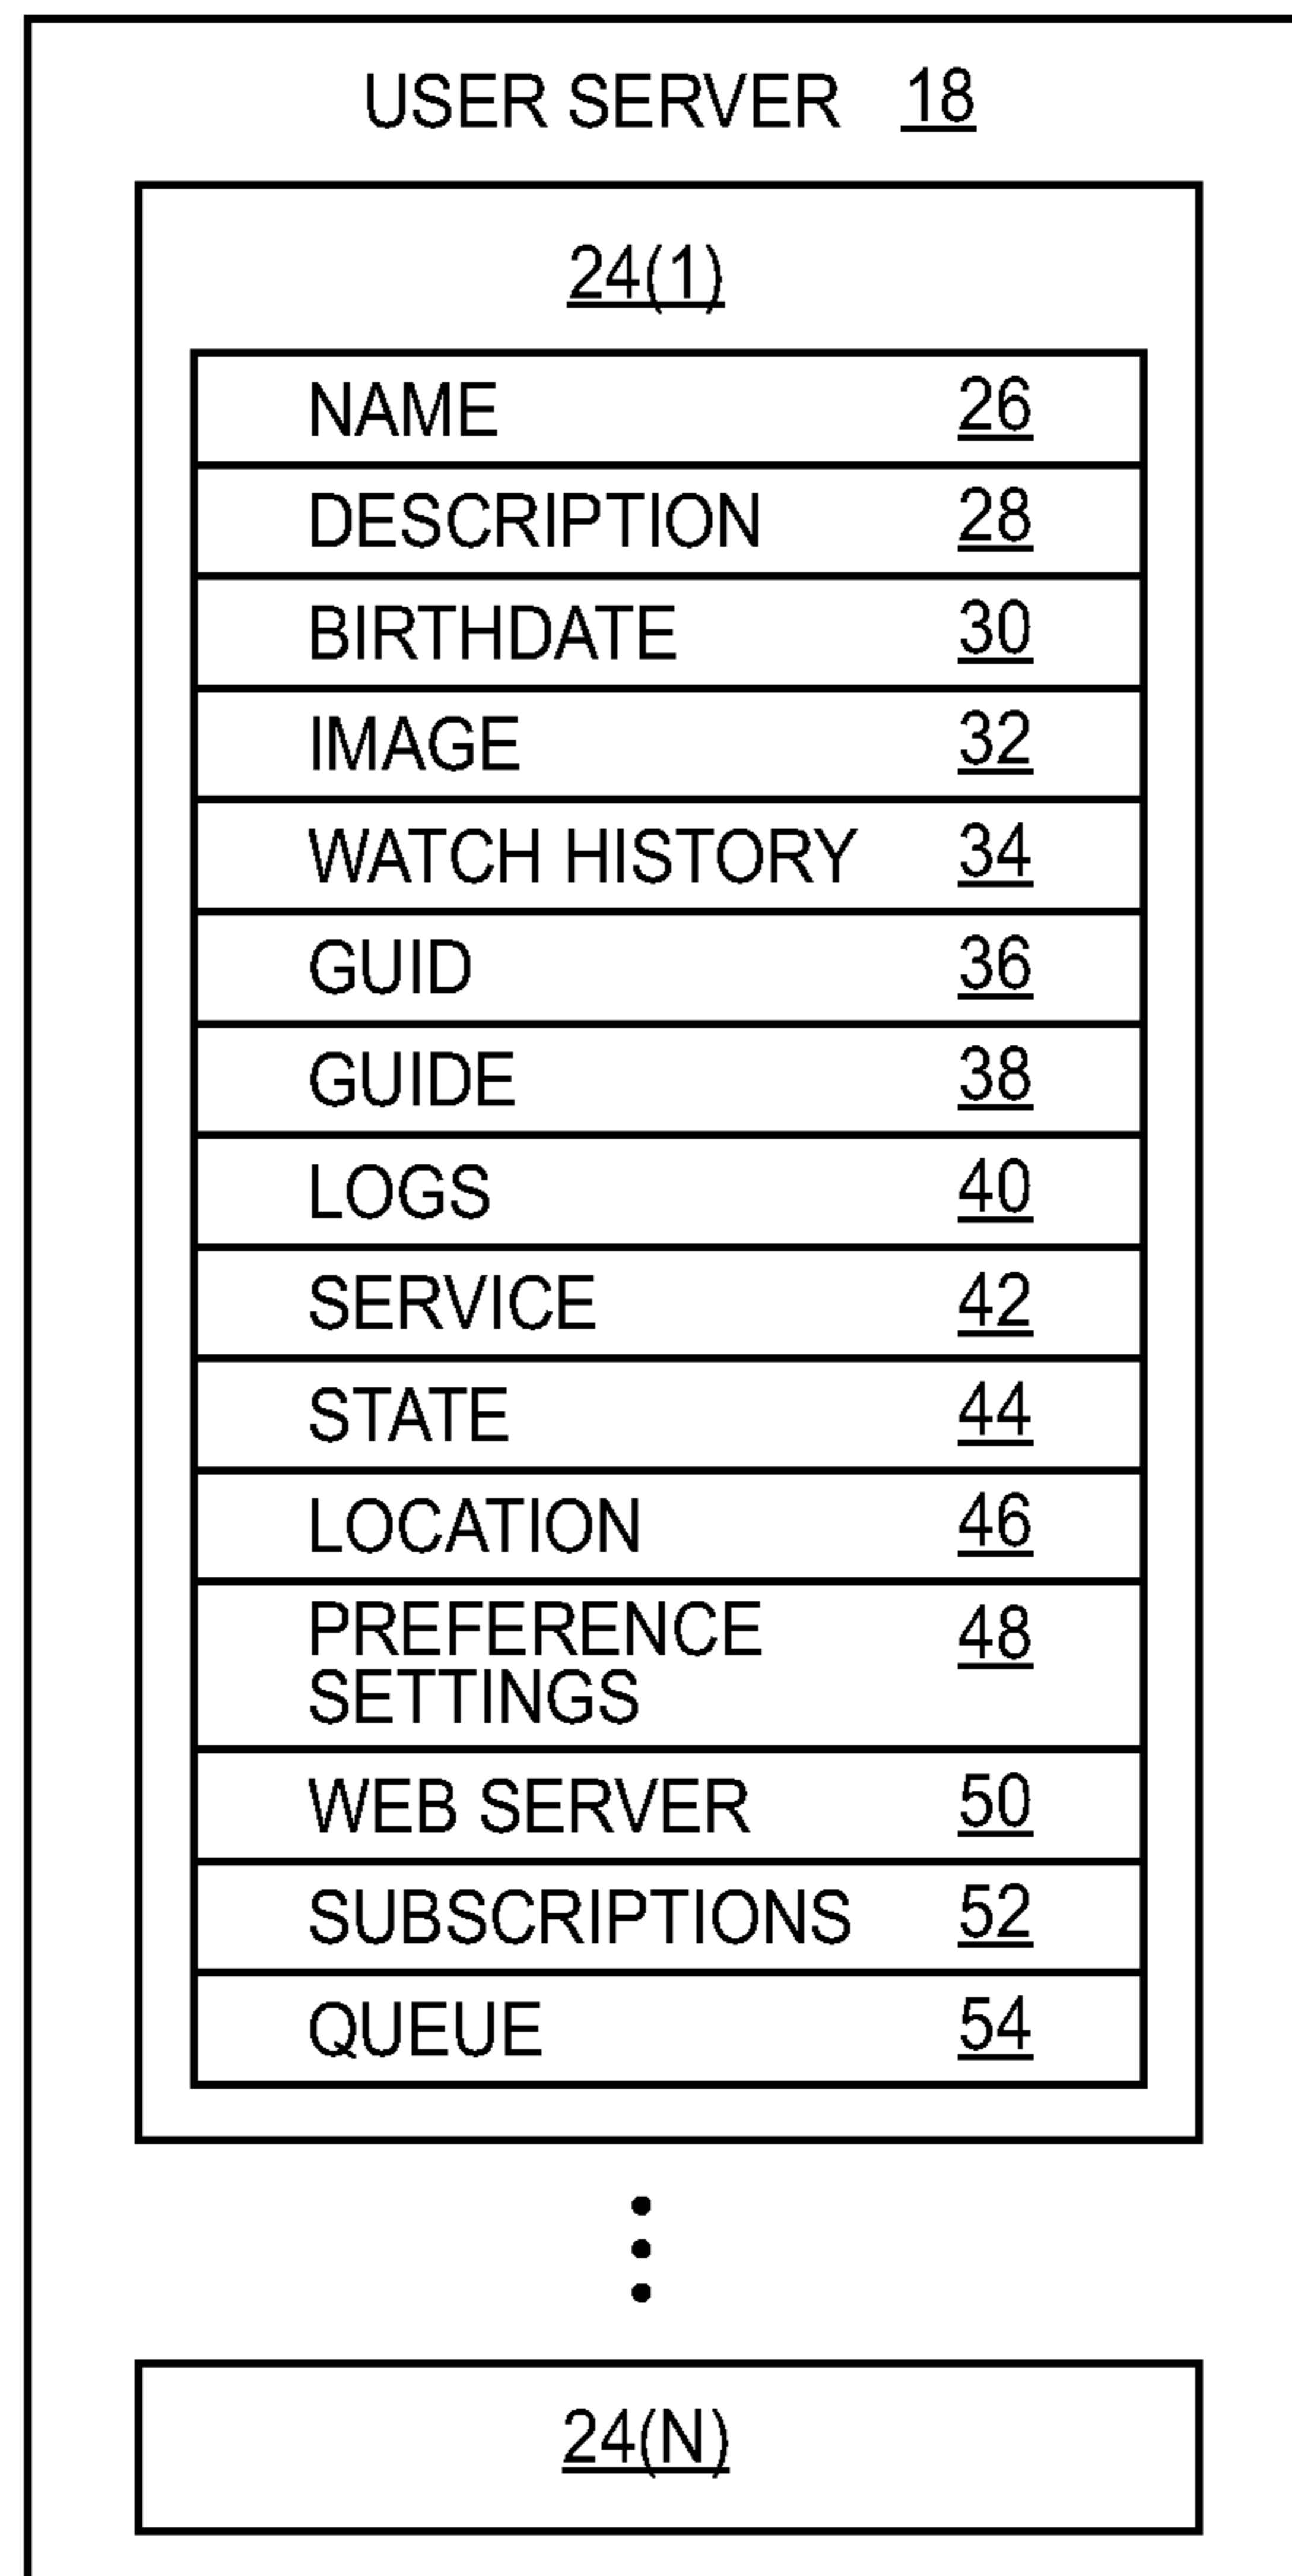 USER SERVER 18
24(1)
NAME 26
DESCRIPTION 28
BIRTHDATE 30
IMAGE 32
WATCH HISTORY 34
GUID 36
GUIDE 38
LOGS 40
SERVICE 42
STATE 44
LOCATION 46
PREFERENCE 48
SETTINGS
WEB SERVER 50
SUBSCRIPTIONS 52
QUEUE 54
24(N)